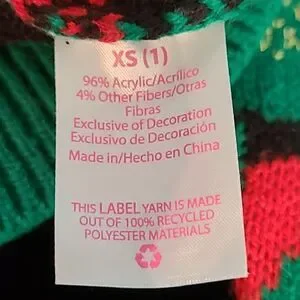 XS (1)
96% Acrylic/Acrílico
4% Other Fibers/Otras
Fibras
Exclusive of Decoration
Exclusivo de Decoración
Made in/Hecho en China
THIS LABEL YARN IS MADE
OUT OF 100% RECYCLED
POLYESTER MATERIALS